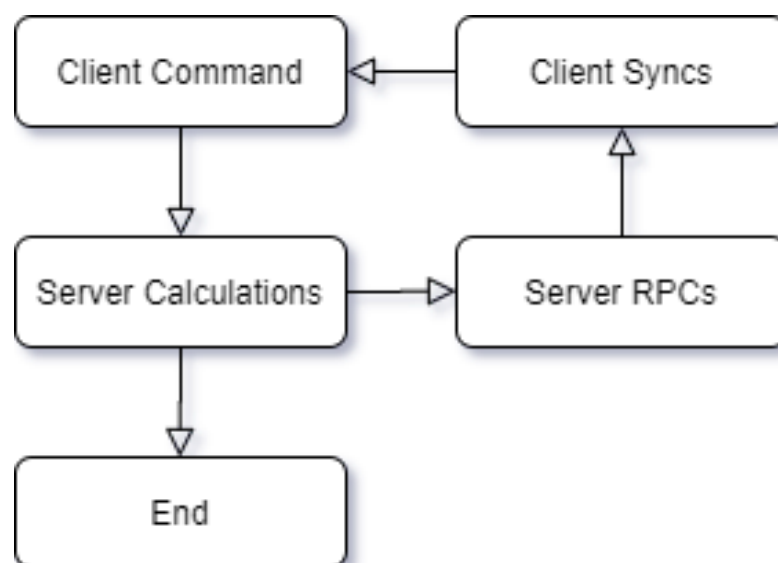 Client Command
Client Syncs
Server Calculations
Server RPCs
End